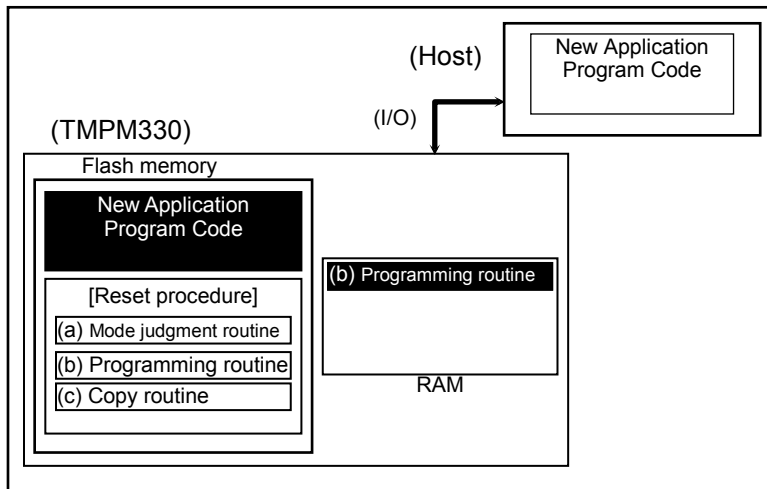 (Host)
New Application
Program Code
(I/O)
(TMPM330)
Flash memory
New Application
Program Code
[Reset procedure]
(a) Mode judgment routine
(b) Programming routine
(c) Copy routine
(b) Programming routine
RAM